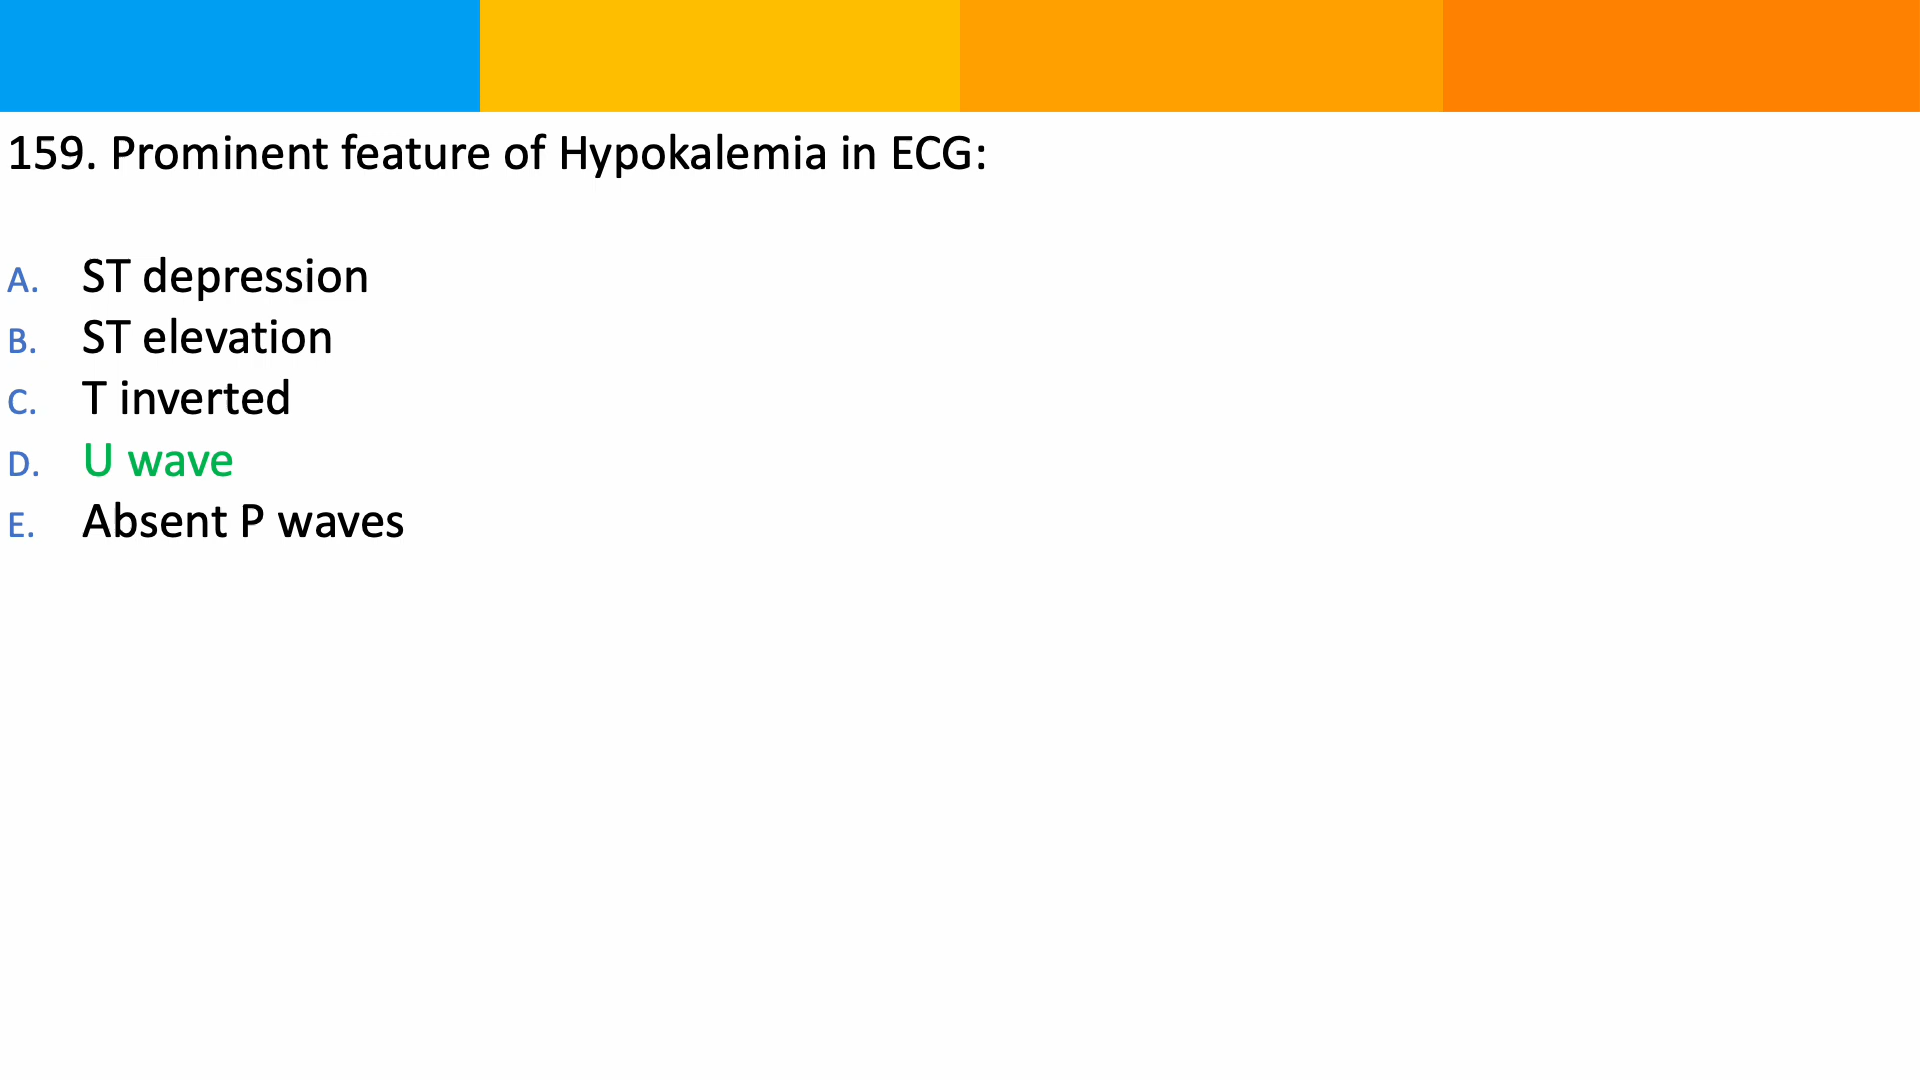 159. Prominent feature of Hypokalemia in ECG:
A. ST depression
B. ST elevation
C. T inverted
D. U wave
E. Absent P waves